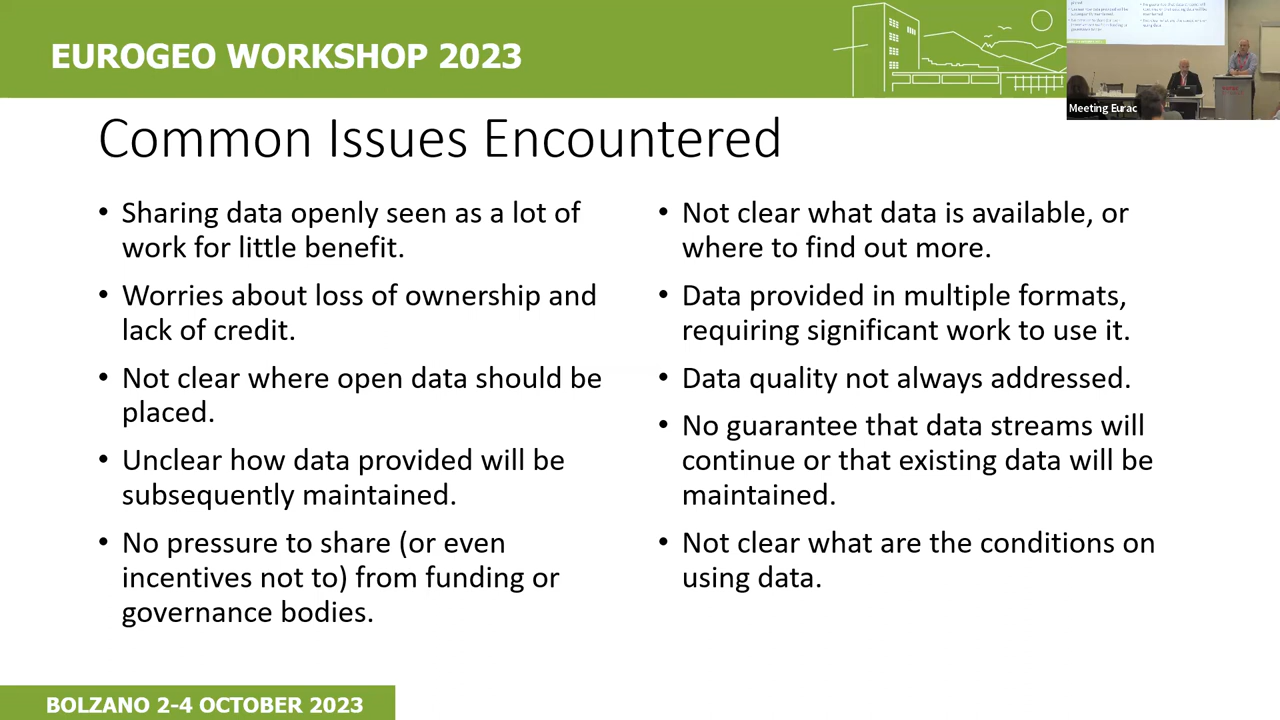 EUROGEO WORKSHOP 2023
Meeting Eurac
Common Issues Encountered
• Sharing data openly seen as a lot of
work for little benefit.
• Worries about loss of ownership and
lack of credit.
• Not clear where open data should be
placed.
• Unclear how data provided will be
subsequently maintained.
• No pressure to share (or even
incentives not to) from funding or
governance bodies.
• Not clear what data is available, or
where to find out more.
• Data provided in multiple formats,
requiring significant work to use it.
• Data quality not always addressed.
• No guarantee that data streams will
continue or that existing data will be
maintained.
• Not clear what are the conditions on
using data.
BOLZANO 2-4 OCTOBER 2023